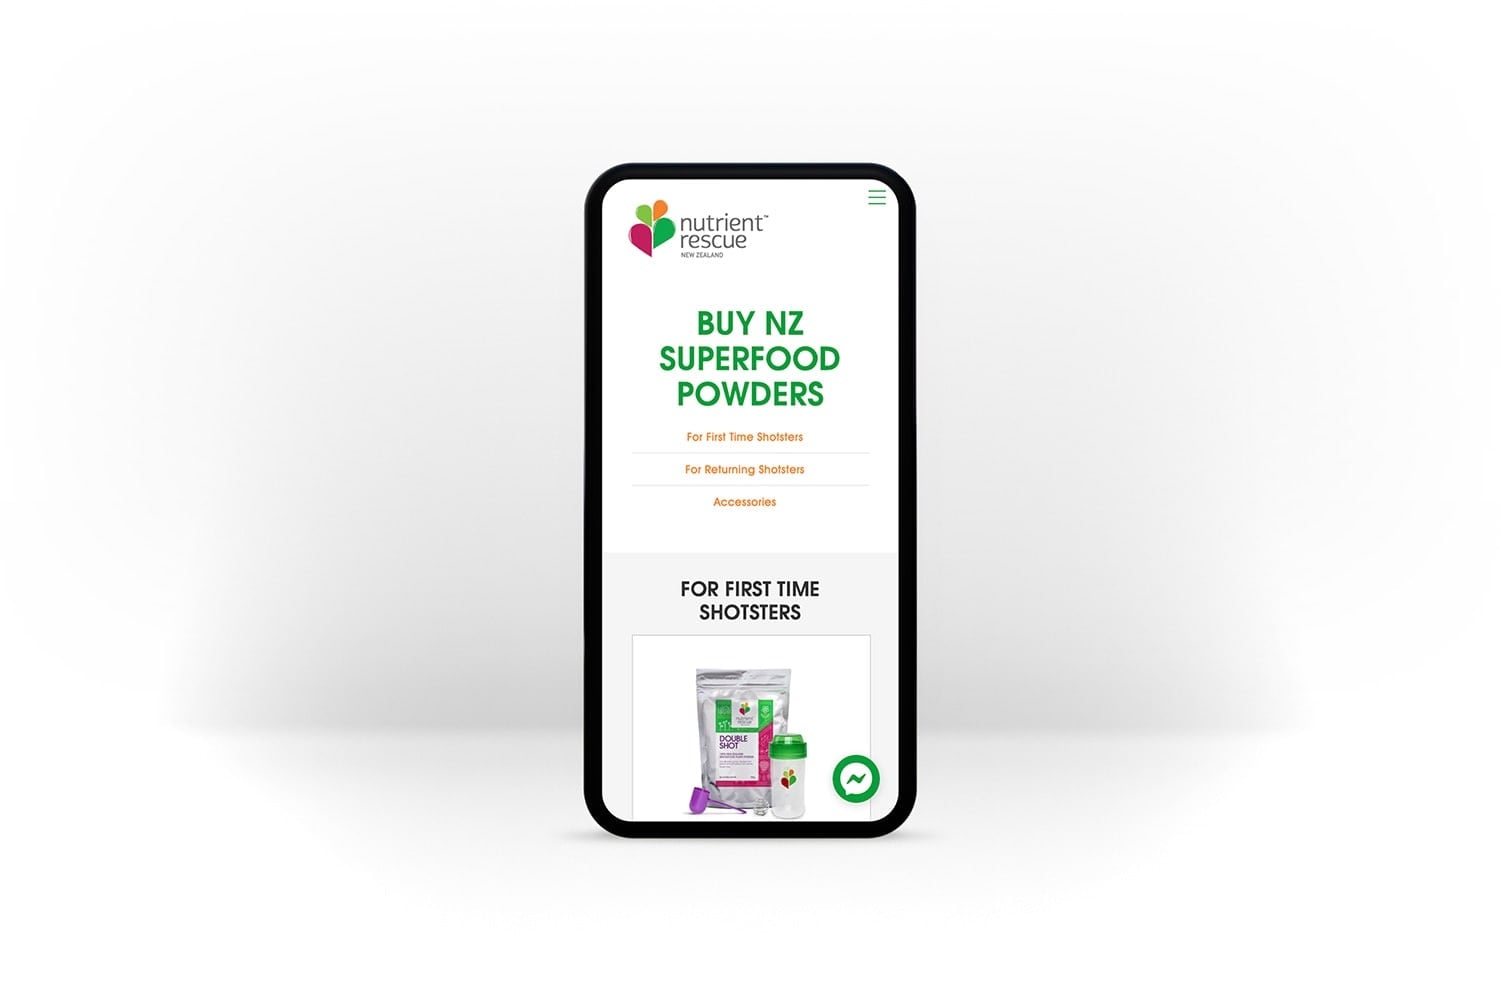 nutrient™
rescue
NEW ZEALAND
BUY NZ
SUPERFOOD
POWDERS
For First Time Shotsters
For Returning Shotsters
Accessories
FOR FIRST TIME
SHOTSTERS
nutrient
rescue
DOUBLE
SHOT